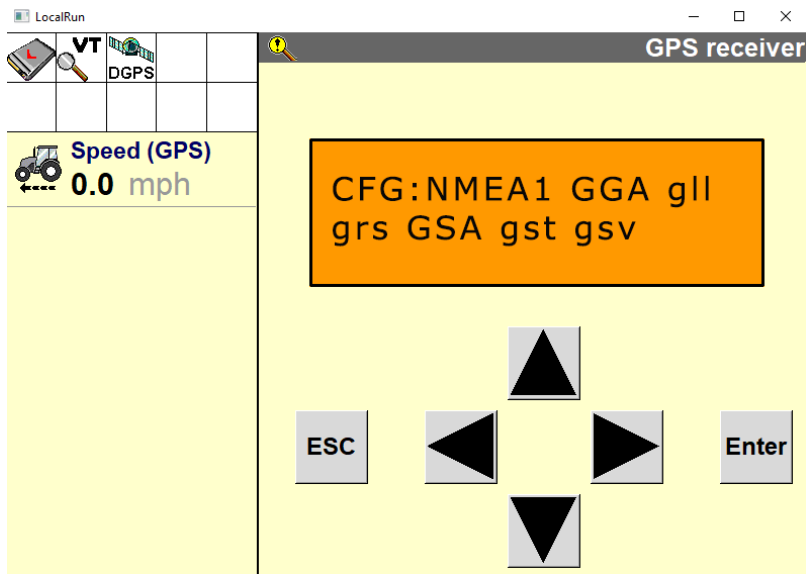 LocalRun
VT
DGPS
GPS receiver
Speed (GPS)
0.0 mph
CFG:NMEA1 GGA gll
grs GSA gst gsv
ESC
Enter